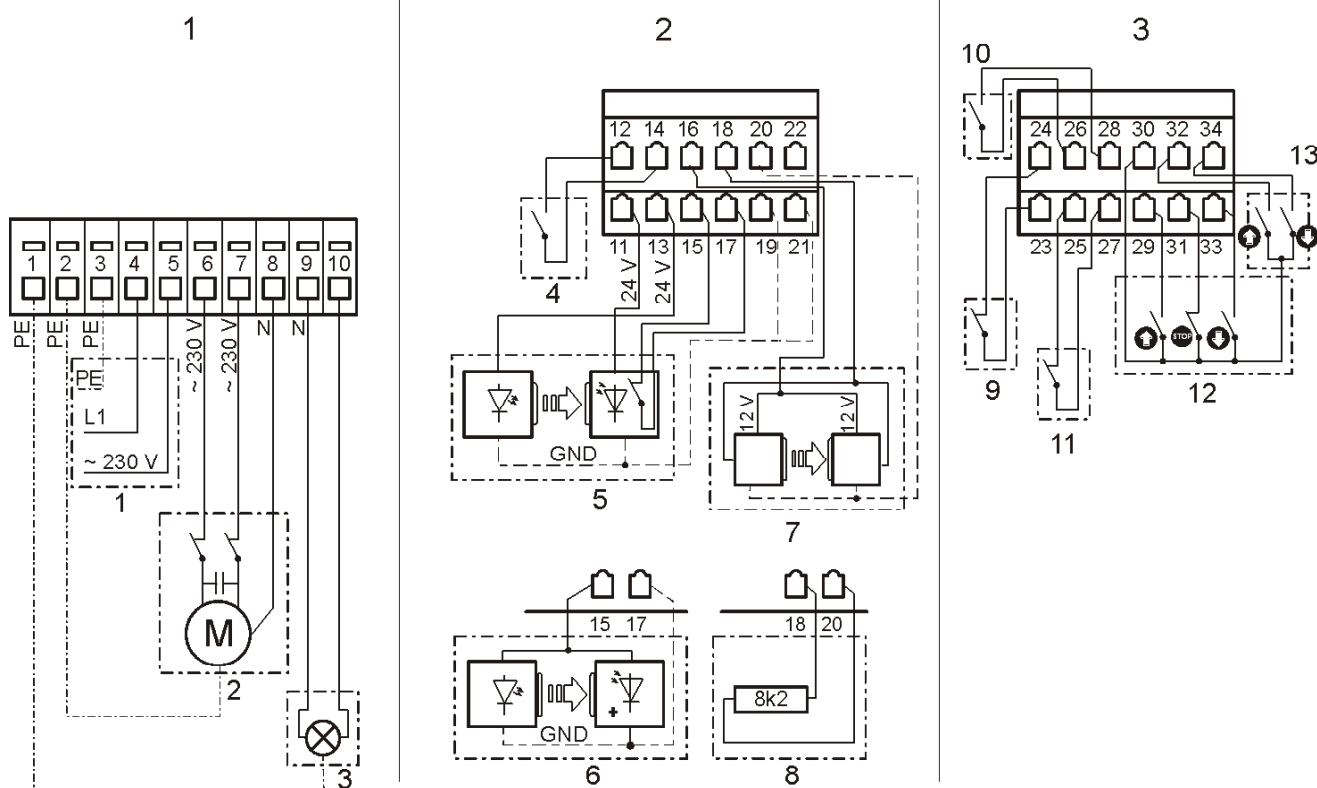 1
1 2 3 4 5 6 7 8 9 10
PE PE PE ~ 230 V ~ 230 V N N
PE
L1
~ 230 V
1
M
2
3
2
12 14 16 18 20 22
11 13 15 17 19 21
4
24 V 24 V
GND
5
12 V 12 V
7
15 17
+
GND
6
18 20
8k2
8
3
10
24 26 28 30 32 34
13
23 25 27 29 31 33
9
STOP
11
12